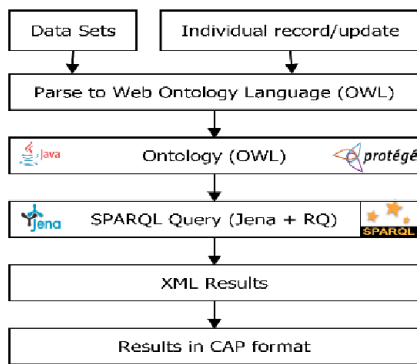 Data Sets
Individual record/update
Parse to Web Ontology Language (OWL)
Java
Ontology (OWL)
protégé
Jena
SPARQL Query (Jena + RQ)
SPARQL
XML Results
Results in CAP format